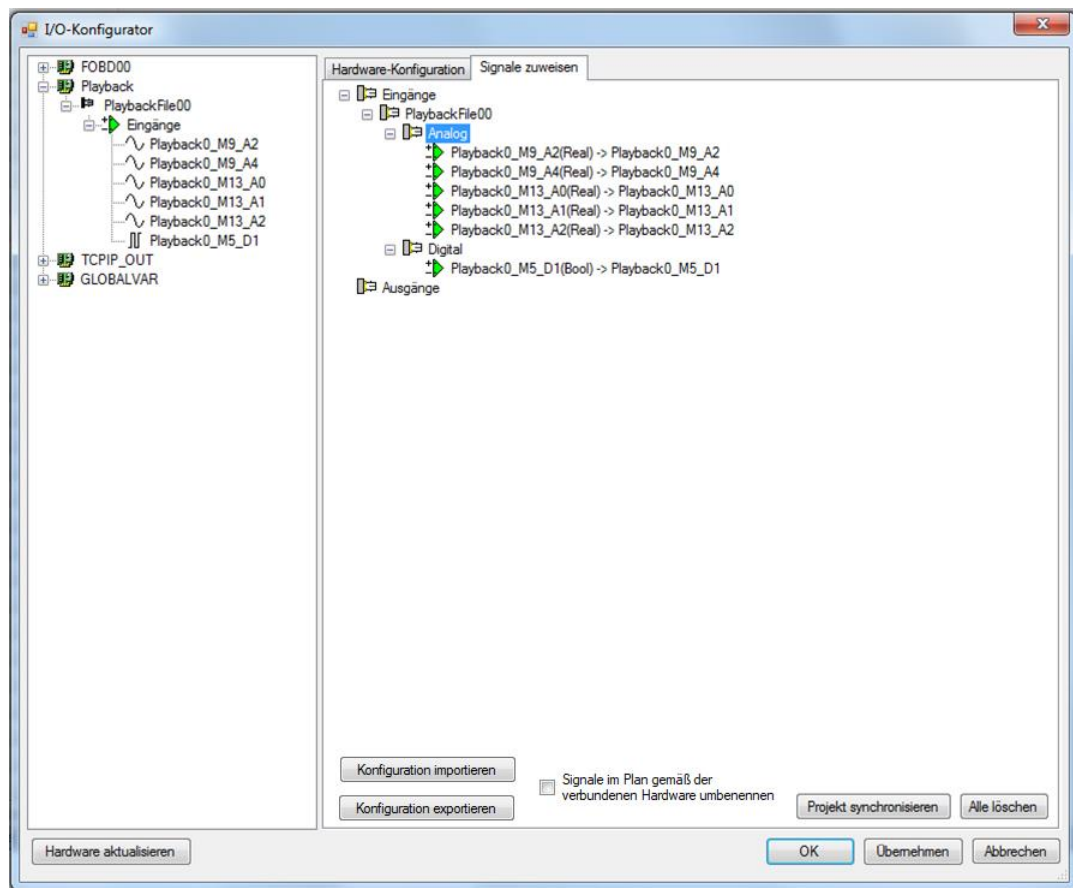 I/O-Konfigurator
FOBD00
Playback
PlaybackFile00
Eingänge
Playback0_M9_A2
Playback0_M9_A4
Playback0_M13_A0
Playback0_M13_A1
Playback0_M13_A2
Playback0_M5_D1
TCPIP_OUT
GLOBALVAR
Hardware-Konfiguration
Signale zuweisen
Eingänge
PlaybackFile00
Analog
Playback0_M9_A2(Real) -> Playback0_M9_A2
Playback0_M9_A4(Real) -> Playback0_M9_A4
Playback0_M13_A0(Real) -> Playback0_M13_A0
Playback0_M13_A1(Real) -> Playback0_M13_A1
Playback0_M13_A2(Real) -> Playback0_M13_A2
Digital
Playback0_M5_D1(Bool) -> Playback0_M5_D1
Ausgänge
Konfiguration importieren
Konfiguration exportieren
Signale im Plan gemäß der
verbundenen Hardware umbenennen
Projekt synchronisieren
Alle löschen
Hardware aktualisieren
OK
Übernehmen
Abbrechen